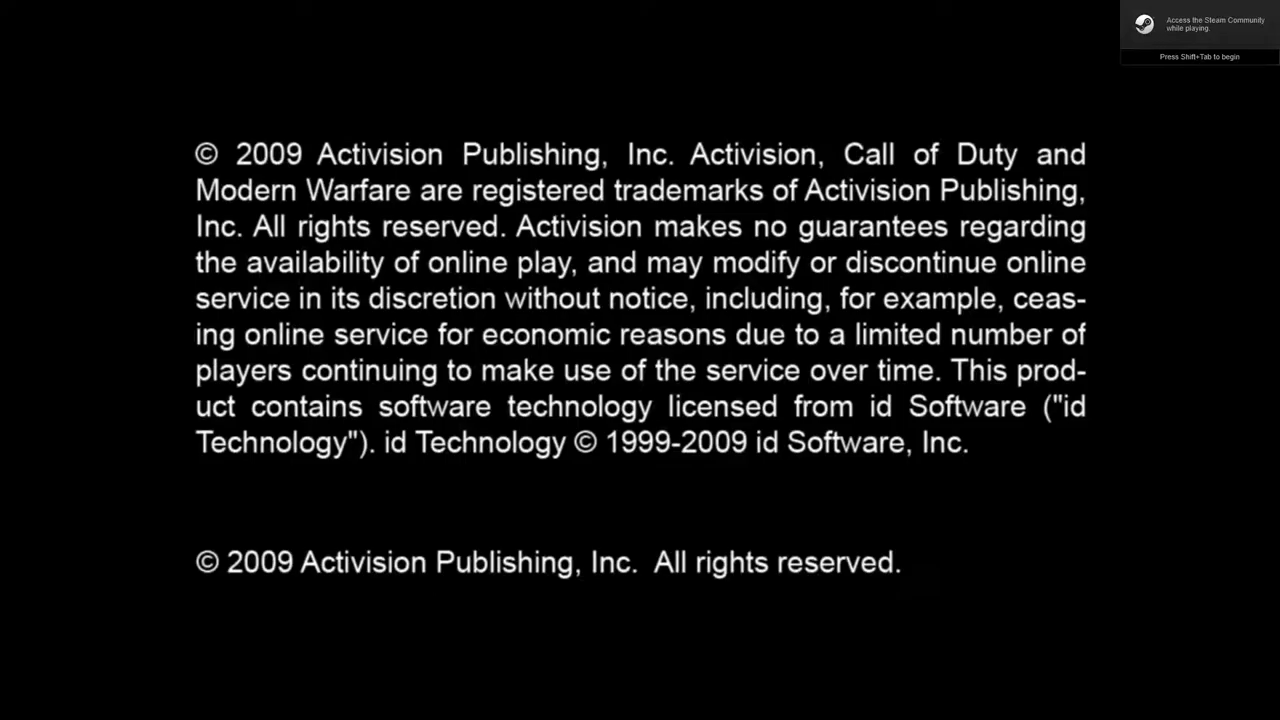 Access the Steam Community
while playing.
Press Shift+Tab to begin
© 2009 Activision Publishing, Inc. Activision, Call of Duty and
Modern Warfare are registered trademarks of Activision Publishing,
Inc. All rights reserved. Activision makes no guarantees regarding
the availability of online play, and may modify or discontinue online
service in its discretion without notice, including, for example, ceas-
ing online service for economic reasons due to a limited number of
players continuing to make use of the service over time. This prod-
uct contains software technology licensed from id Software ("id
Technology"). id Technology © 1999-2009 id Software, Inc.
© 2009 Activision Publishing, Inc. All rights reserved.